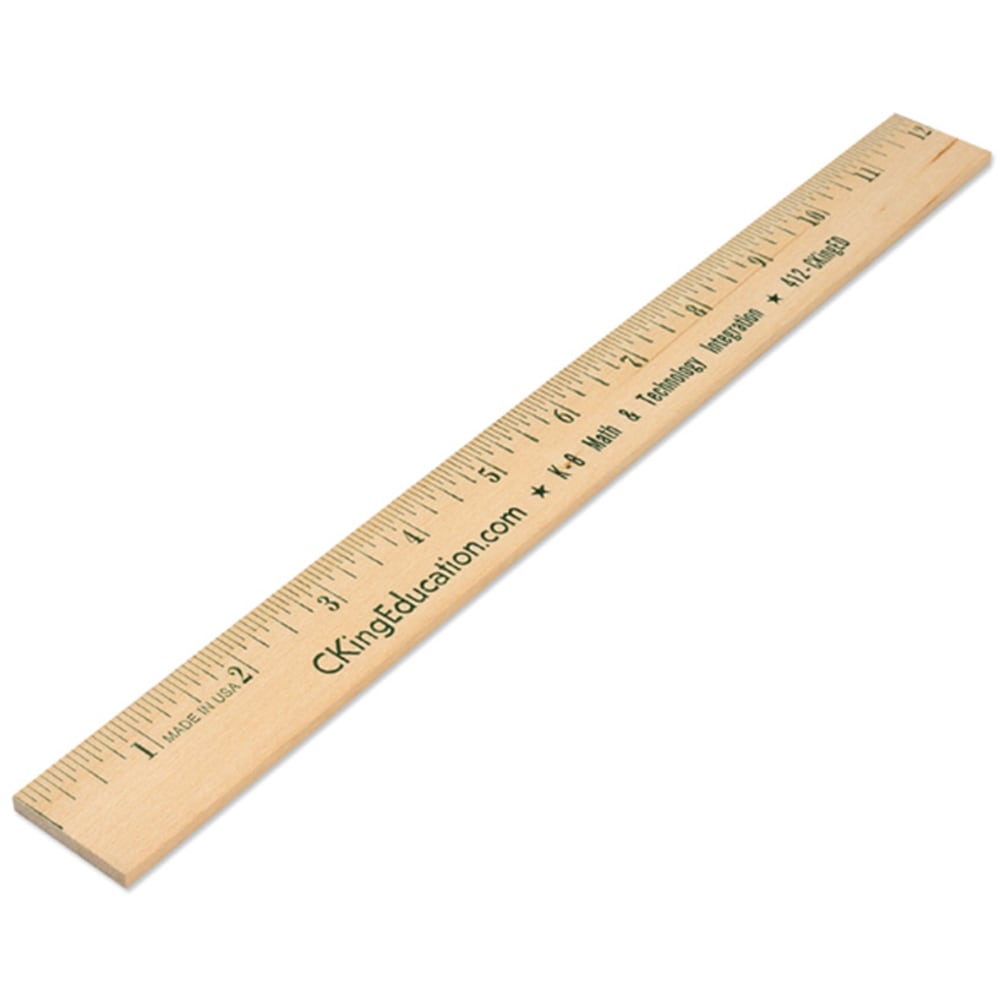 1 2 3 4 5 6 7 8 9 10 11 12
MADE IN USA
CKingEducation.com ★ K-8 Math & Technology Integration ★ 412-CKingED